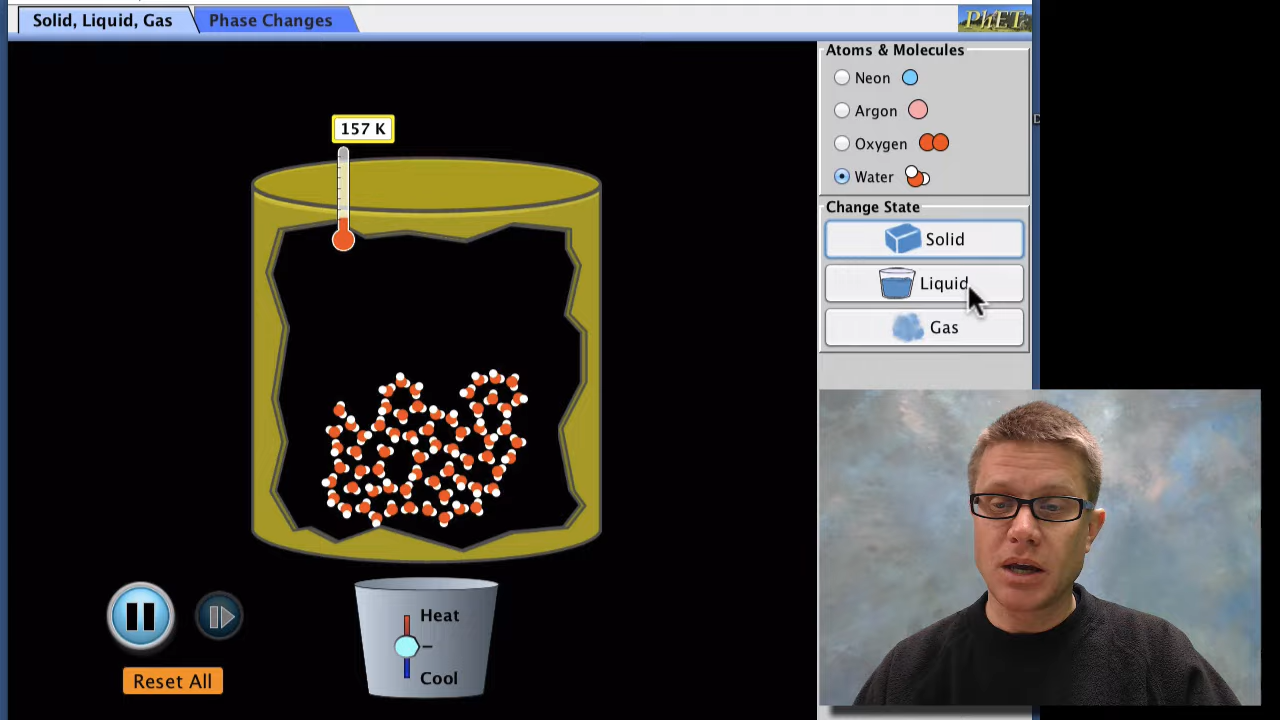 Solid, Liquid, Gas
Phase Changes
PhET
Atoms & Molecules
Neon
Argon
Oxygen
Water
Change State
Solid
Liquid
Gas
157 K
Heat
Cool
Reset All